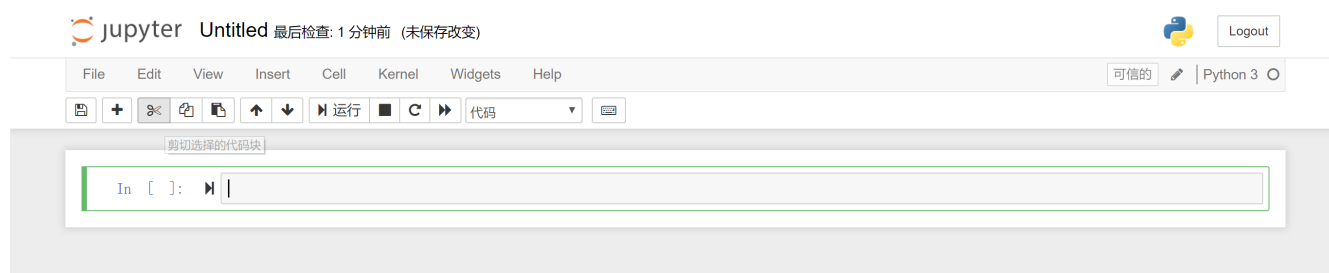 jupyter Untitled 最后检查: 1 分钟前 (未保存改变) Logout
File Edit View Insert Cell Kernel Widgets Help 可信的 Python 3
运行 代码
剪切选择的代码块
In [ ]: